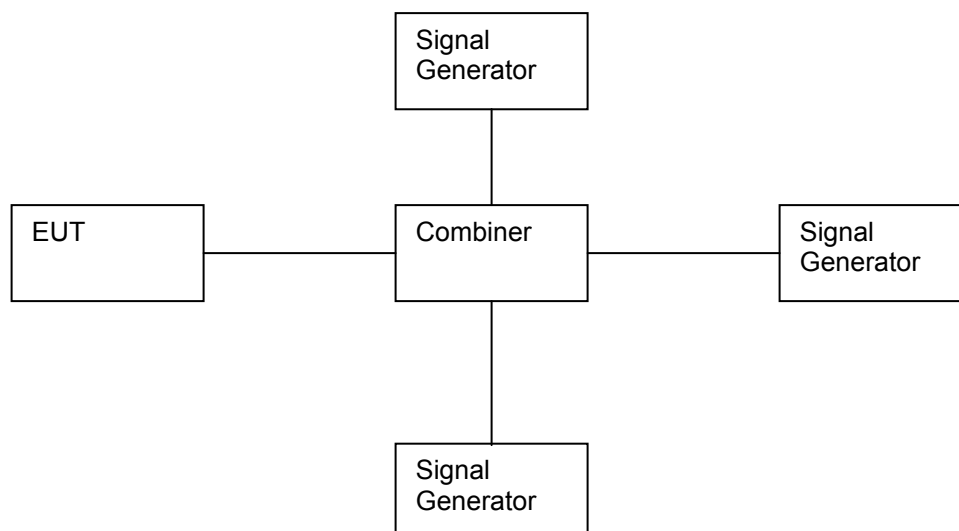 Signal
Generator
EUT
Combiner
Signal
Generator
Signal
Generator